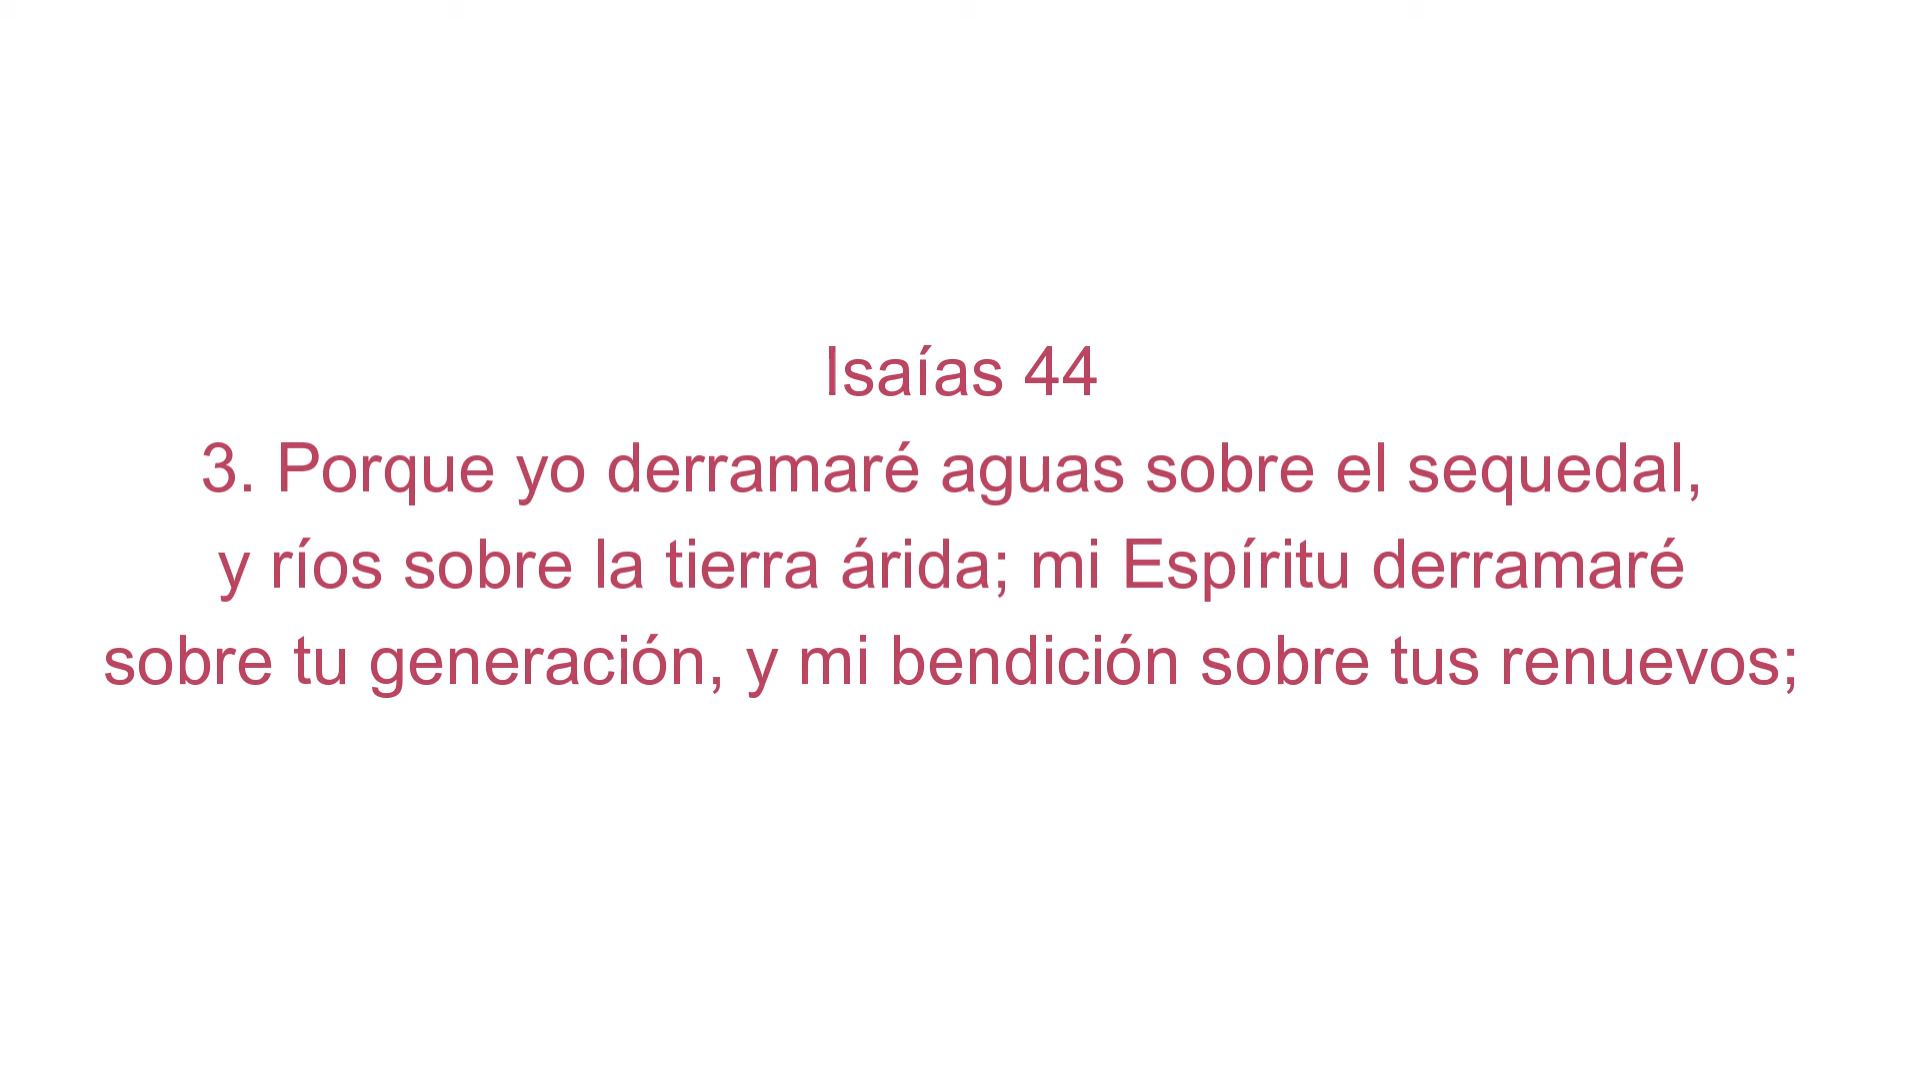 Isaías 44
3. Porque yo derramaré aguas sobre el sequedal,
y ríos sobre la tierra árida; mi Espíritu derramaré
sobre tu generación, y mi bendición sobre tus renuevos;